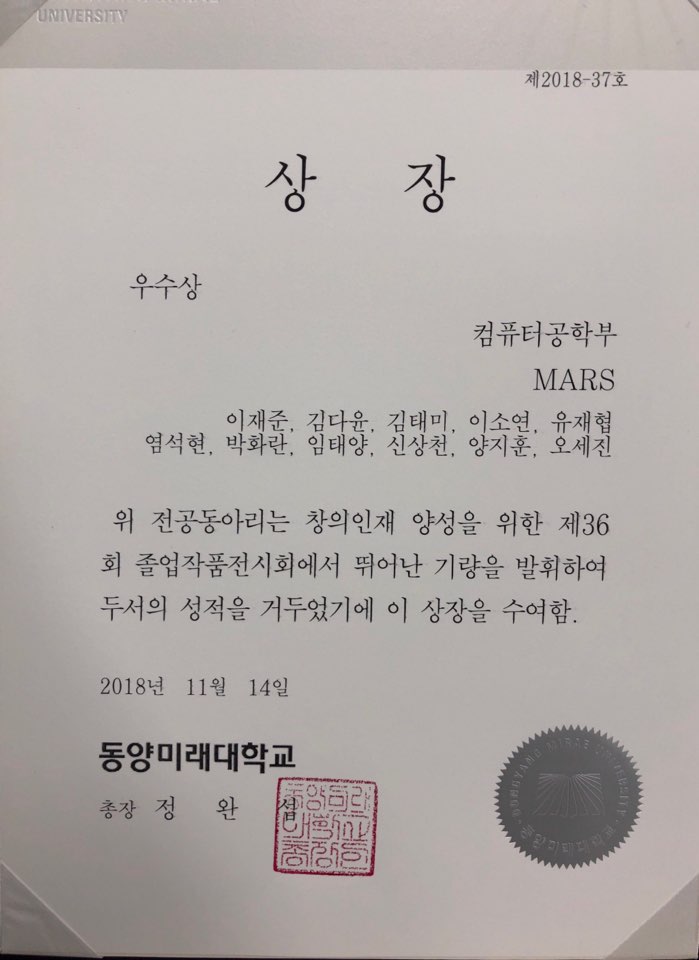 UNIVERSITY
제2018-37호
상 장
우수상
컴퓨터공학부
MARS
이재준, 김다윤, 김태미, 이소연, 유재협
염석현, 박화란, 임태양, 신상천, 양지훈, 오세진
위 전공동아리는 창의인재 양성을 위한 제36
회 졸업작품전시회에서 뛰어난 기량을 발휘하여
두서의 성적을 거두었기에 이 상장을 수여함.
2018년 11월 14일
동양미래대학교
총장 정 완 섭
동양미래대학교총장인
DONGYANG MIRAE UNIVERSITY
동양미래대학교